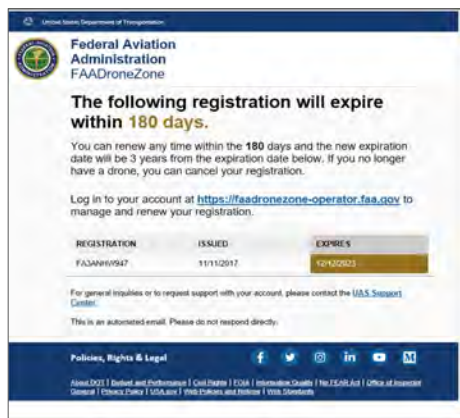 United States Department of Transportation
Federal Aviation
Administration
FAADroneZone
The following registration will expire
within 180 days.
You can renew any time within the 180 days and the new expiration
date will be 3 years from the expiration date below. If you no longer
have a drone, you can cancel your registration.
Log in to your account at https://faadronezone-operator.faa.gov to
manage and renew your registration.
REGISTRATION ISSUED EXPIRES
11/11/2017 12/12/2023
For general inquiries or to request support with your account, please contact the UAS Support
Center.
This is an automated email. Please do not respond directly.
Policies, Rights & Legal
About DOT | Budget and Performance | Civil Rights | FOIA | Information Quality | No FEAR Act | Office of Inspector
General | Privacy Policy | USA.gov | Web Policies and Notices | Web Standards